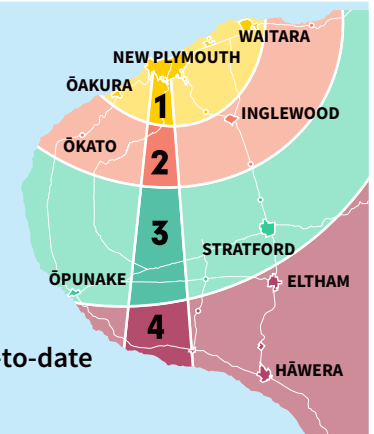 WAITARA
NEW PLYMOUTH
ŌAKURA
1
INGLEWOOD
ŌKATO
2
3
STRATFORD
ŌPUNAKE
ELTHAM
4
-to-date
HĀWERA